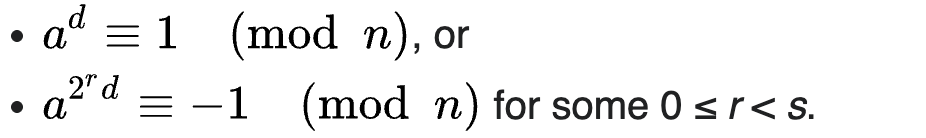 • a^d ≡ 1 (mod n), or
• a^{2^r d} ≡ −1 (mod n) for some 0 ≤ r < s.